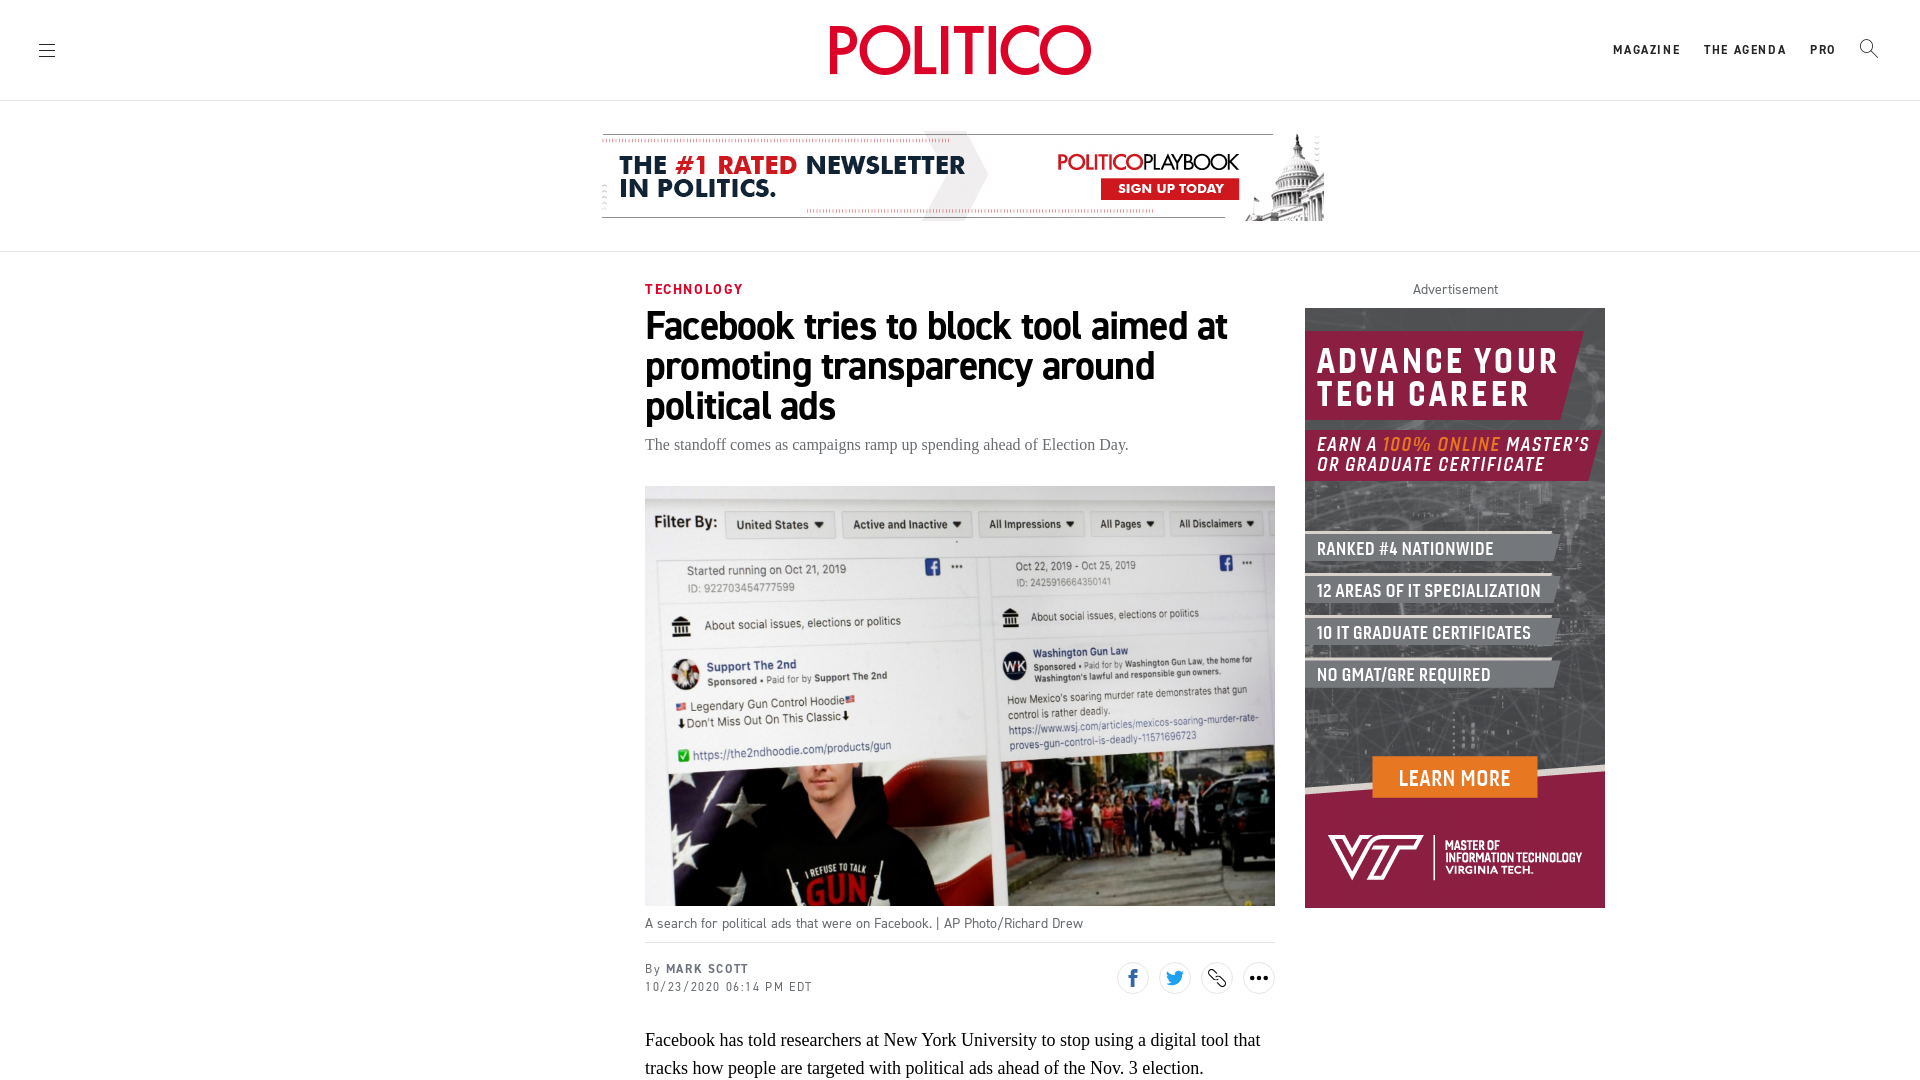 POLITICO
MAGAZINE
THE AGENDA
PRO
THE #1 RATED NEWSLETTER
IN POLITICS.
POLITICOPLAYBOOK
SIGN UP TODAY
TECHNOLOGY
Facebook tries to block tool aimed at
promoting transparency around
political ads
The standoff comes as campaigns ramp up spending ahead of Election Day.
Filter By:
United States
Active and Inactive
All Impressions
All Pages
All Disclaimers
Started running on Oct 21, 2019
ID: 922703454777599
About social issues, elections or politics
Support The 2nd
Sponsored • Paid for by Support The 2nd
Legendary Gun Control Hoodie
Don't Miss Out On This Classic
https://the2ndhoodie.com/products/gun
I REFUSE TO TALK
GUN
Oct 22, 2019 - Oct 25, 2019
ID: 2425916664350141
About social issues, elections or politics
WK
Washington Gun Law
Sponsored • Paid for by Washington Gun Law, the home for
Washington's lawful and responsible gun owners.
How Mexico's soaring murder rate demonstrates that gun
control is rather deadly.
https://www.wsj.com/articles/mexicos-soaring-murder-rate-
proves-gun-control-is-deadly-11571696723
A search for political ads that were on Facebook. | AP Photo/Richard Drew
By MARK SCOTT
10/23/2020 06:14 PM EDT
Facebook has told researchers at New York University to stop using a digital tool that
tracks how people are targeted with political ads ahead of the Nov. 3 election.
Advertisement
ADVANCE YOUR
TECH CAREER
EARN A 100% ONLINE MASTER'S
OR GRADUATE CERTIFICATE
RANKED #4 NATIONWIDE
12 AREAS OF IT SPECIALIZATION
10 IT GRADUATE CERTIFICATES
NO GMAT/GRE REQUIRED
LEARN MORE
VT
MASTER OF
INFORMATION TECHNOLOGY
VIRGINIA TECH.